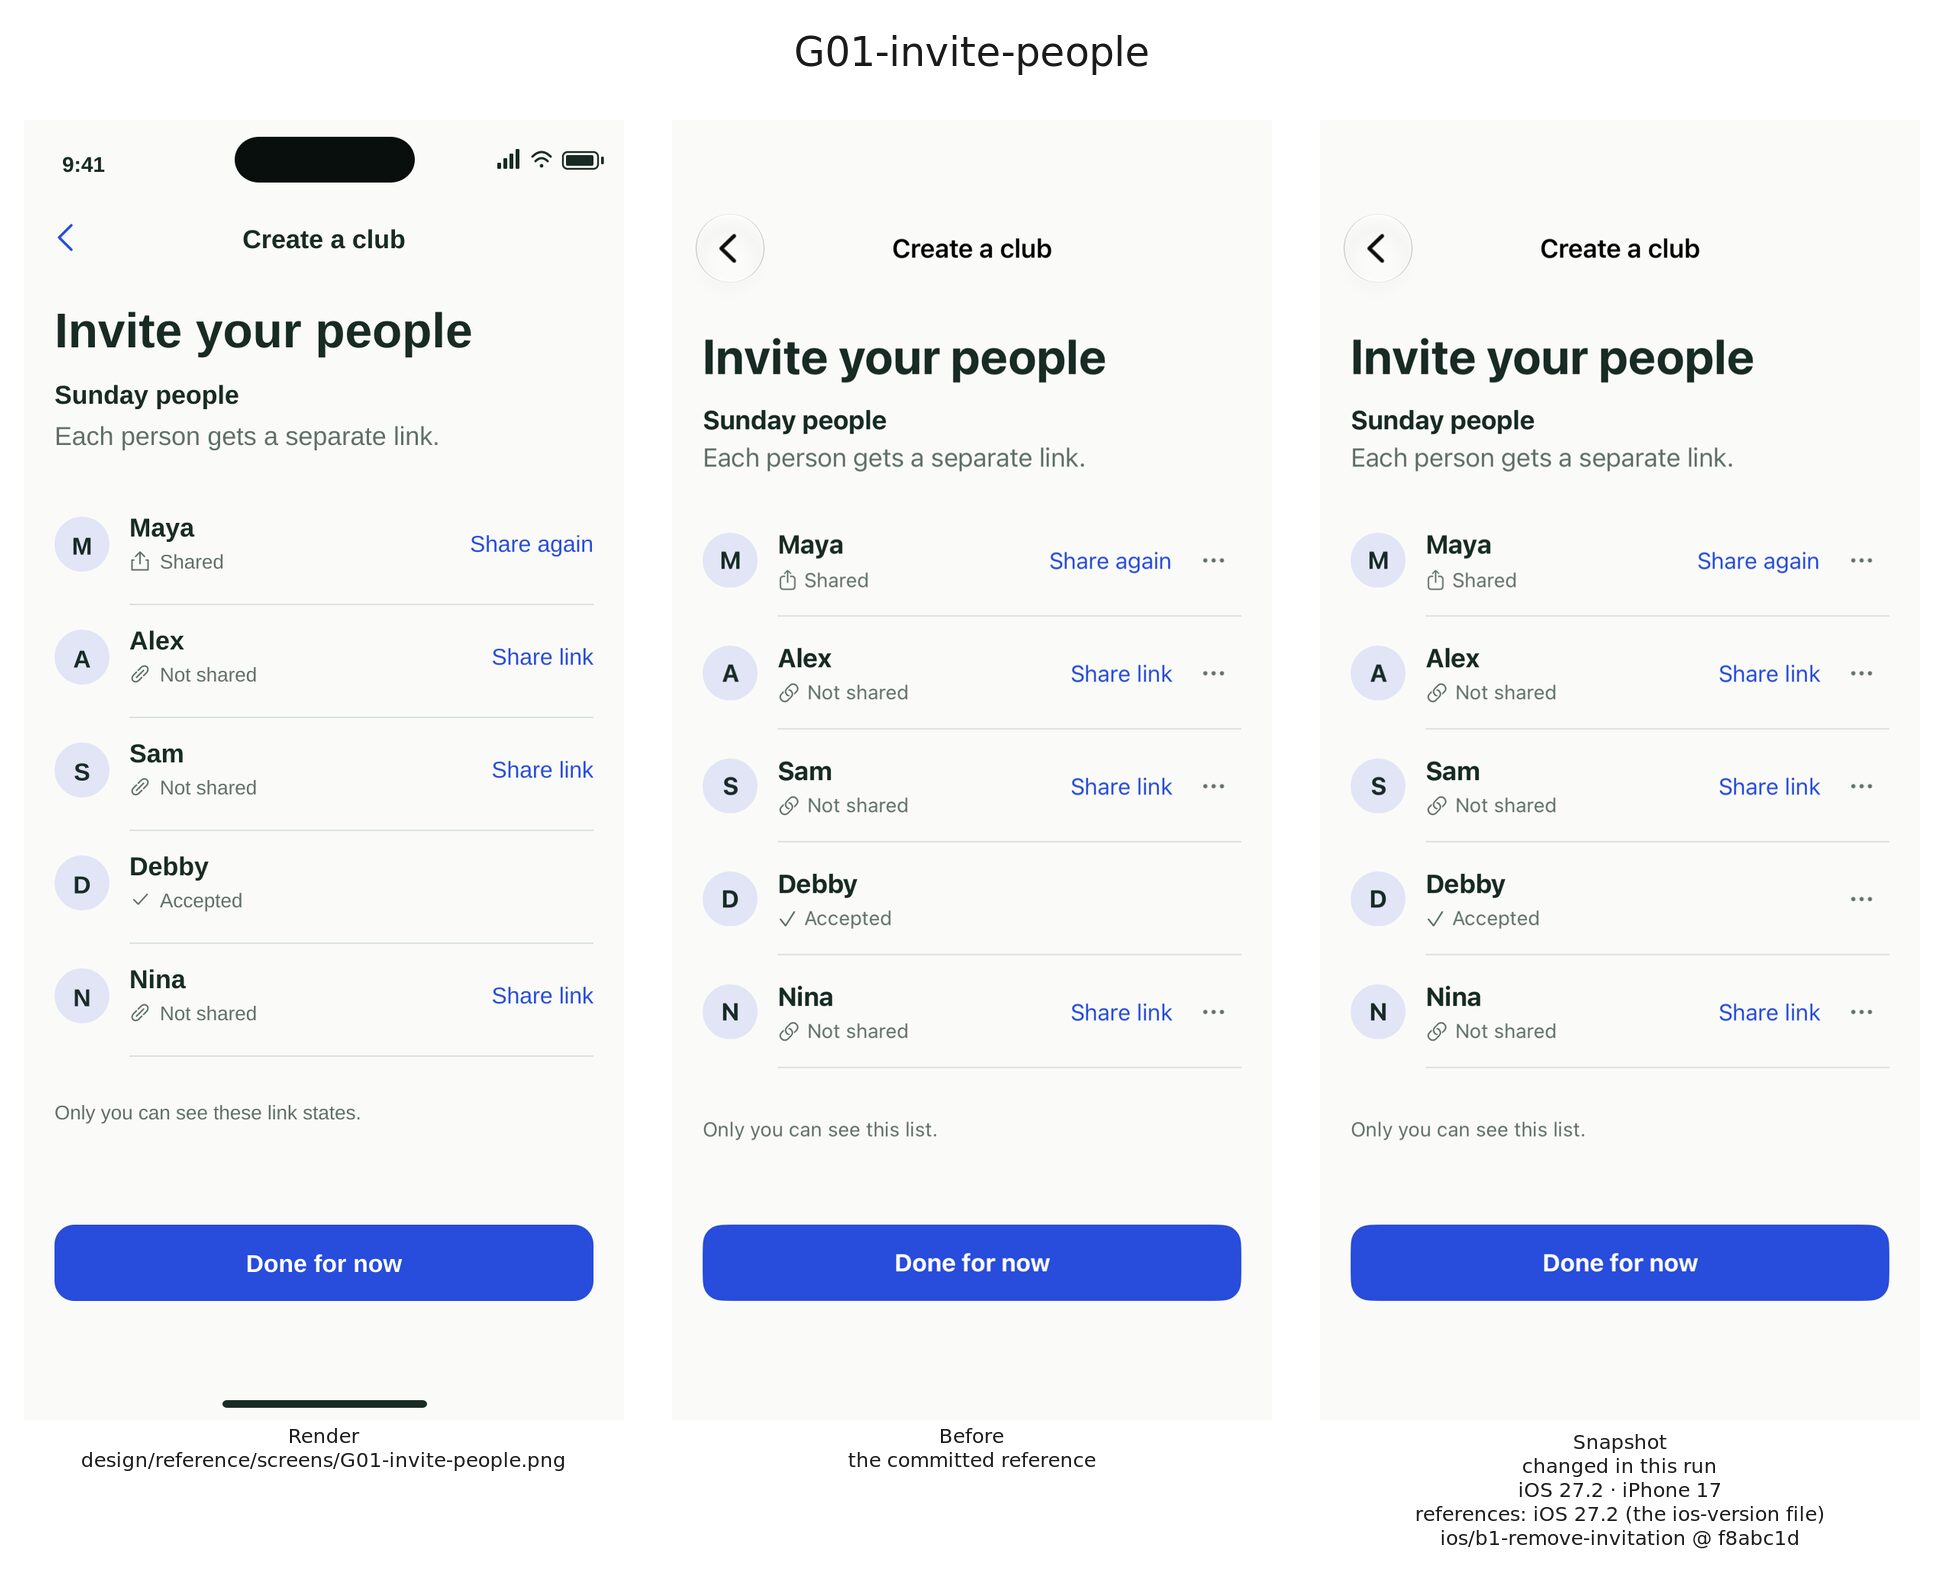 G01-invite-people
9:41
Create a club
Invite your people
Sunday people
Each person gets a separate link.
M
Maya
Shared
Share again
A
Alex
Not shared
Share link
S
Sam
Not shared
Share link
D
Debby
Accepted
N
Nina
Not shared
Share link
Only you can see these link states.
Done for now
Render
design/reference/screens/G01-invite-people.png
Create a club
Invite your people
Sunday people
Each person gets a separate link.
M
Maya
Shared
Share again
A
Alex
Not shared
Share link
S
Sam
Not shared
Share link
D
Debby
Accepted
N
Nina
Not shared
Share link
Only you can see this list.
Done for now
Before
the committed reference
Create a club
Invite your people
Sunday people
Each person gets a separate link.
M
Maya
Shared
Share again
A
Alex
Not shared
Share link
S
Sam
Not shared
Share link
D
Debby
Accepted
N
Nina
Not shared
Share link
Only you can see this list.
Done for now
Snapshot
changed in this run
iOS 27.2 · iPhone 17
references: iOS 27.2 (the ios-version file)
ios/b1-remove-invitation @ f8abc1d